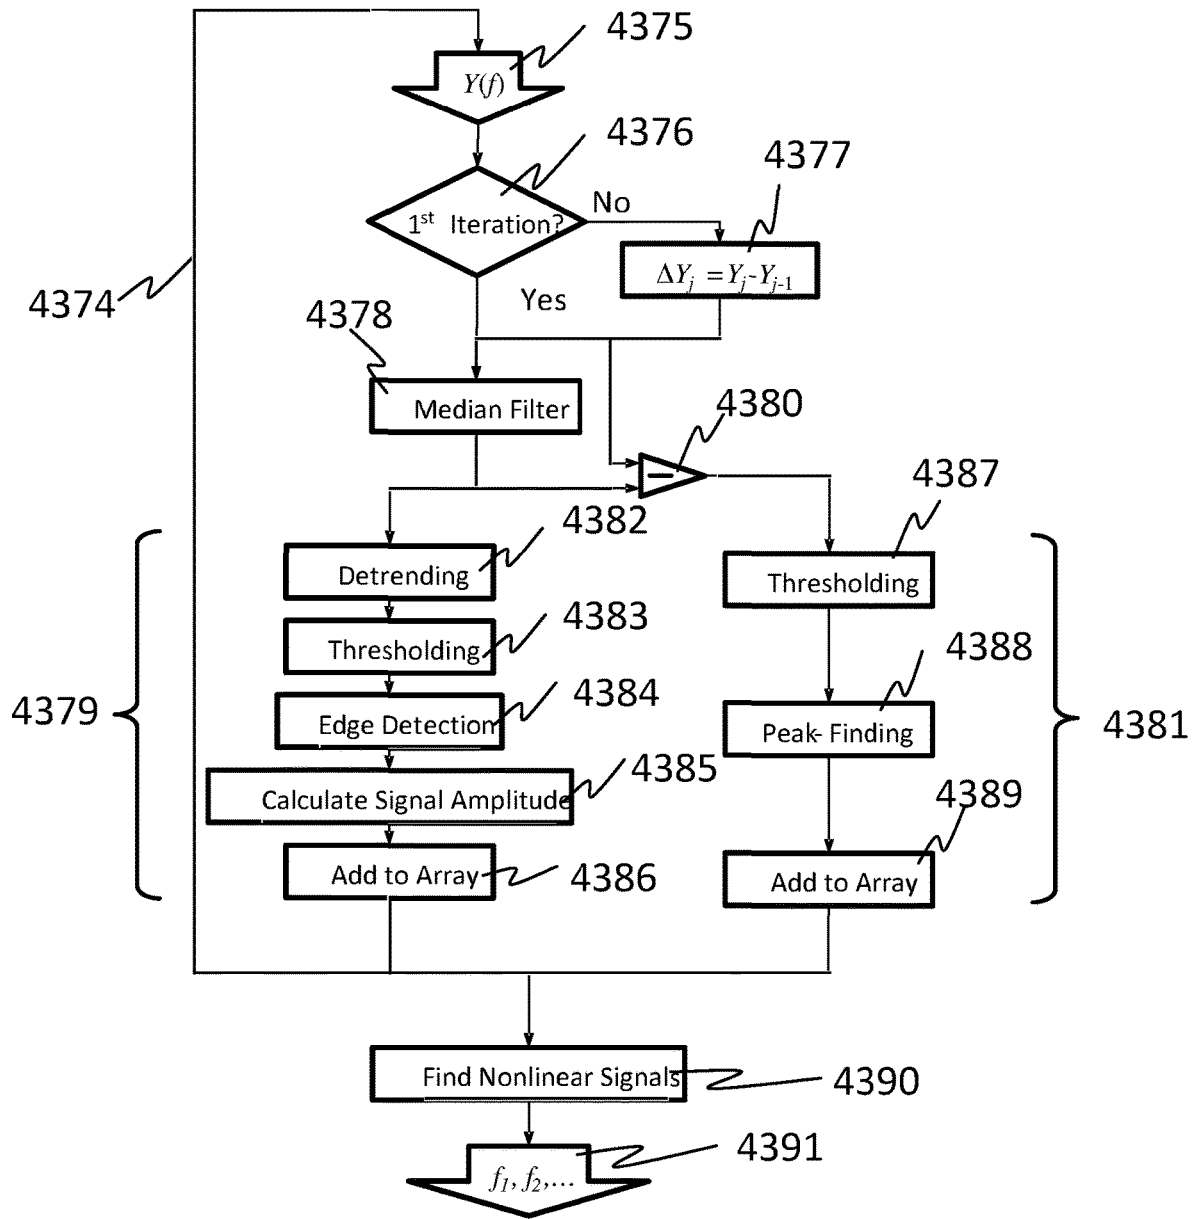 4375
Y(f)
4376
4377
No
1st Iteration?
ΔYj = Yj-Yj-1
4374
Yes
4378
4380
Median Filter
4387
4382
Detrending
Thresholding
4383
Thresholding
4388
4384
4379
4381
Edge Detection
Peak- Finding
4385
4389
Calculate Signal Amplitude
4386
Add to Array
Add to Array
Find Nonlinear Signals
4390
4391
f1, f2,...